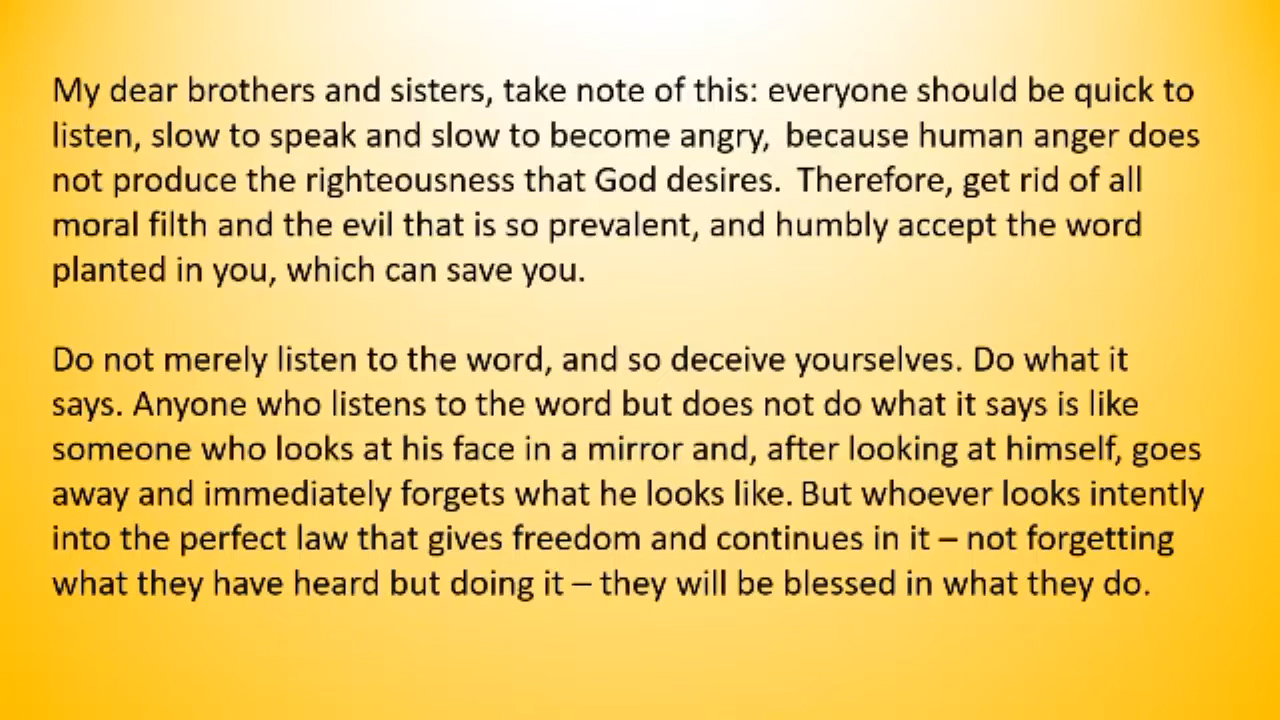 My dear brothers and sisters, take note of this: everyone should be quick to
listen, slow to speak and slow to become angry,  because human anger does
not produce the righteousness that God desires.  Therefore, get rid of all
moral filth and the evil that is so prevalent, and humbly accept the word
planted in you, which can save you.
Do not merely listen to the word, and so deceive yourselves. Do what it
says. Anyone who listens to the word but does not do what it says is like
someone who looks at his face in a mirror and, after looking at himself, goes
away and immediately forgets what he looks like. But whoever looks intently
into the perfect law that gives freedom and continues in it – not forgetting
what they have heard but doing it – they will be blessed in what they do.